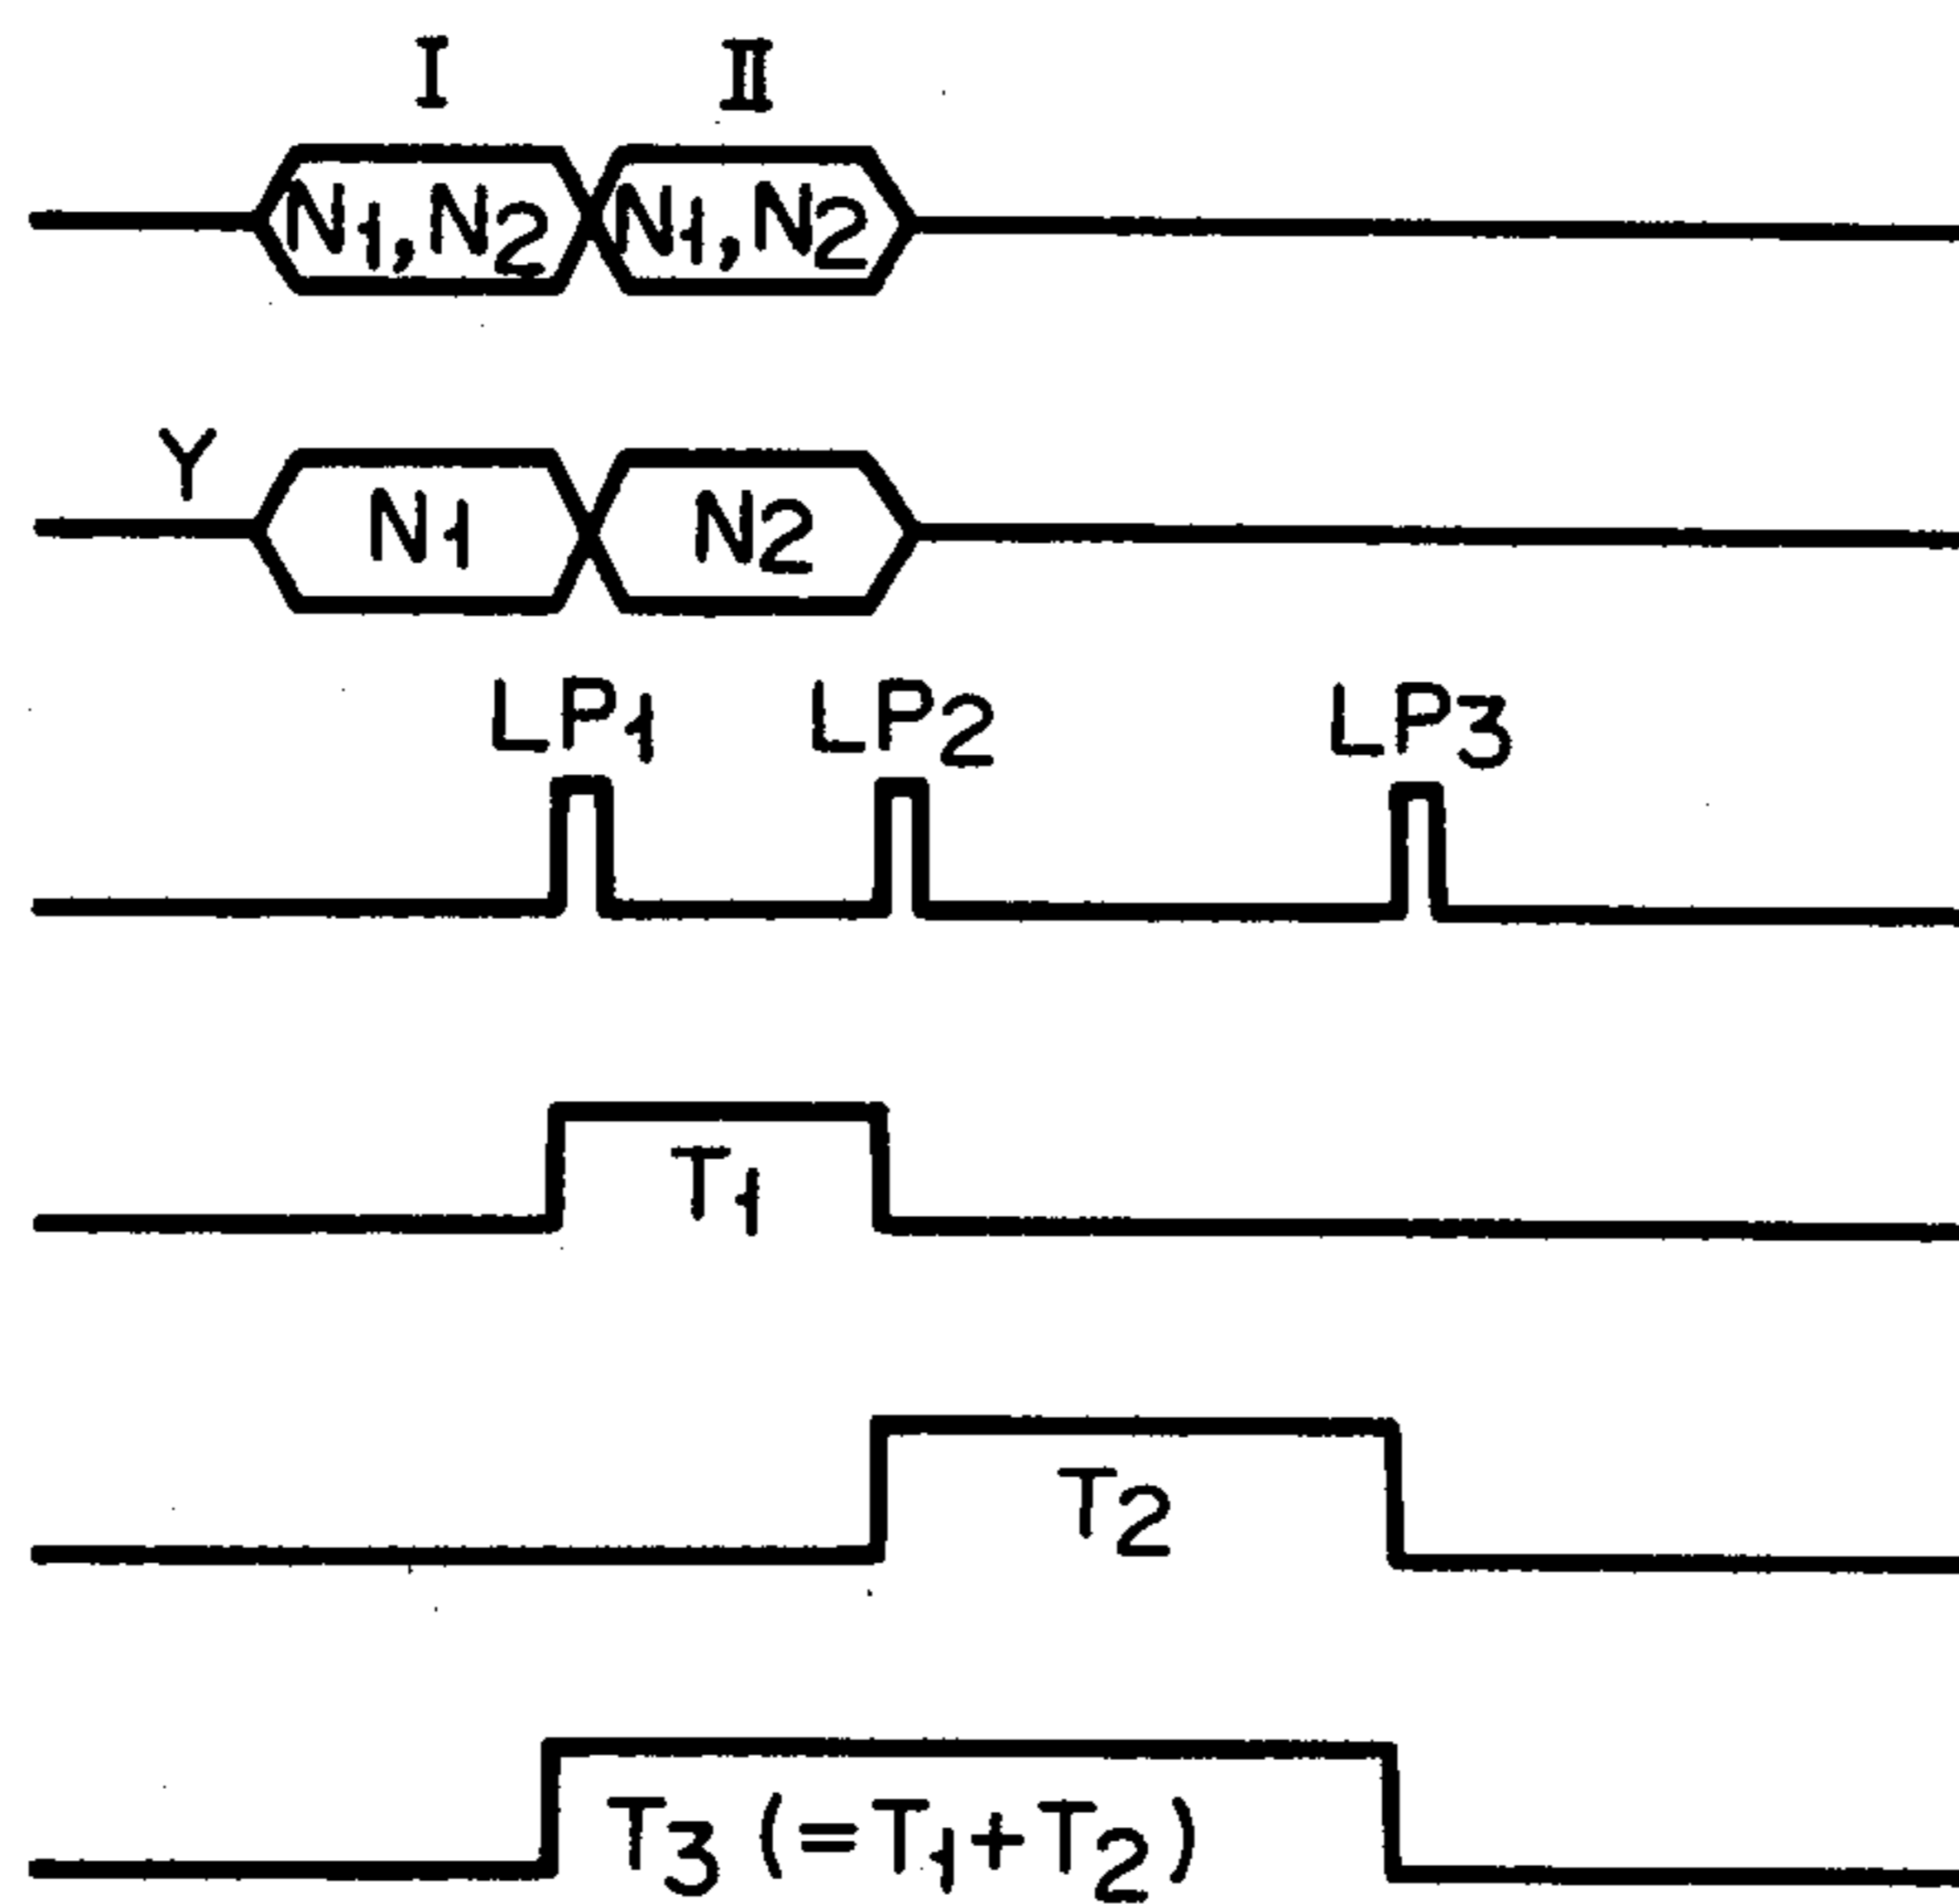 I II
N1,N2 N1,N2
Y
N1 N2
LP1 LP2 LP3
T1
T2
T3 (=T1+T2)